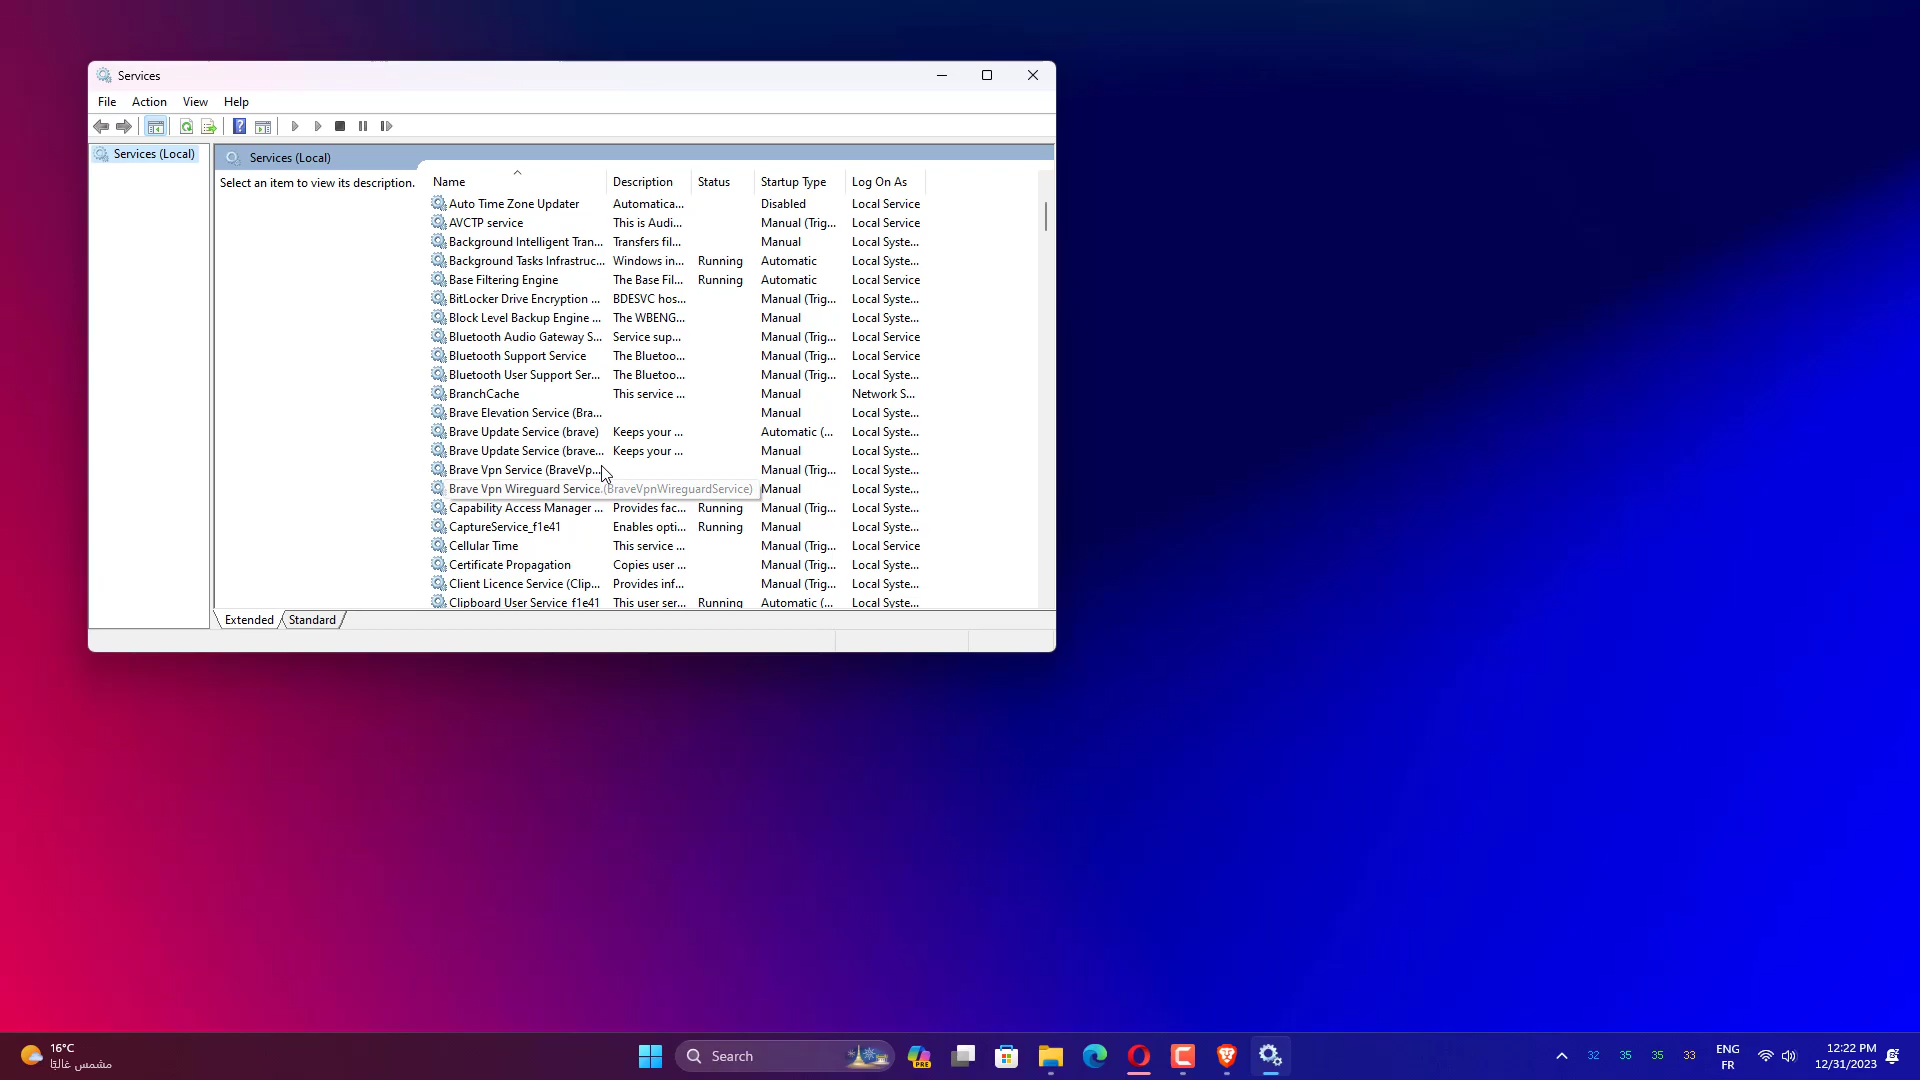 Services
File Action View Help
Services (Local)
Services (Local)
Select an item to view its description.
Name Description Status Startup Type Log On As
Auto Time Zone Updater Automatica... Disabled Local Service
AVCTP service This is Audi... Manual (Trig... Local Service
Background Intelligent Tran... Transfers fil... Manual Local Syste...
Background Tasks Infrastruc... Windows in... Running Automatic Local Syste...
Base Filtering Engine The Base Fil... Running Automatic Local Service
BitLocker Drive Encryption ... BDESVC hos... Manual (Trig... Local Syste...
Block Level Backup Engine ... The WBENG... Manual Local Syste...
Bluetooth Audio Gateway S... Service sup... Manual (Trig... Local Service
Bluetooth Support Service The Bluetoo... Manual (Trig... Local Service
Bluetooth User Support Ser... The Bluetoo... Manual (Trig... Local Syste...
BranchCache This service ... Manual Network S...
Brave Elevation Service (Bra... Manual Local Syste...
Brave Update Service (brave) Keeps your ... Automatic (... Local Syste...
Brave Update Service (brave... Keeps your ... Manual Local Syste...
Brave Vpn Service (BraveVp... Manual (Trig... Local Syste...
Brave Vpn Wireguard Service (BraveVpnWireguardService) Manual Local Syste...
Capability Access Manager ... Provides fac... Running Manual (Trig... Local Syste...
CaptureService_f1e41 Enables opti... Running Manual Local Syste...
Cellular Time This service ... Manual (Trig... Local Service
Certificate Propagation Copies user ... Manual (Trig... Local Syste...
Client Licence Service (Clip... Provides inf... Manual (Trig... Local Syste...
Clipboard User Service_f1e41 This user ser... Running Automatic (... Local Syste...
Extended Standard
16°C
مشمس غالبًا
Search
PRE
32 35 35 33
ENG
FR
12:22 PM
12/31/2023